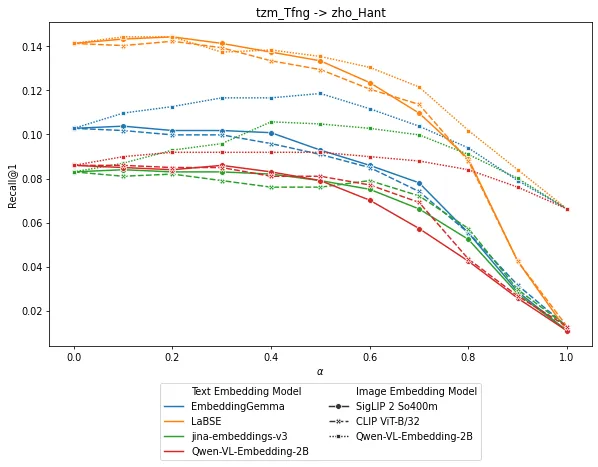 tzm_Tfng -> zho_Hant
Recall@1
0.14
0.12
0.10
0.08
0.06
0.04
0.02
0.0 0.2 0.4 0.6 0.8 1.0
α
Text Embedding Model
EmbeddingGemma
LaBSE
jina-embeddings-v3
Qwen-VL-Embedding-2B
Image Embedding Model
SigLIP 2 So400m
CLIP ViT-B/32
Qwen-VL-Embedding-2B